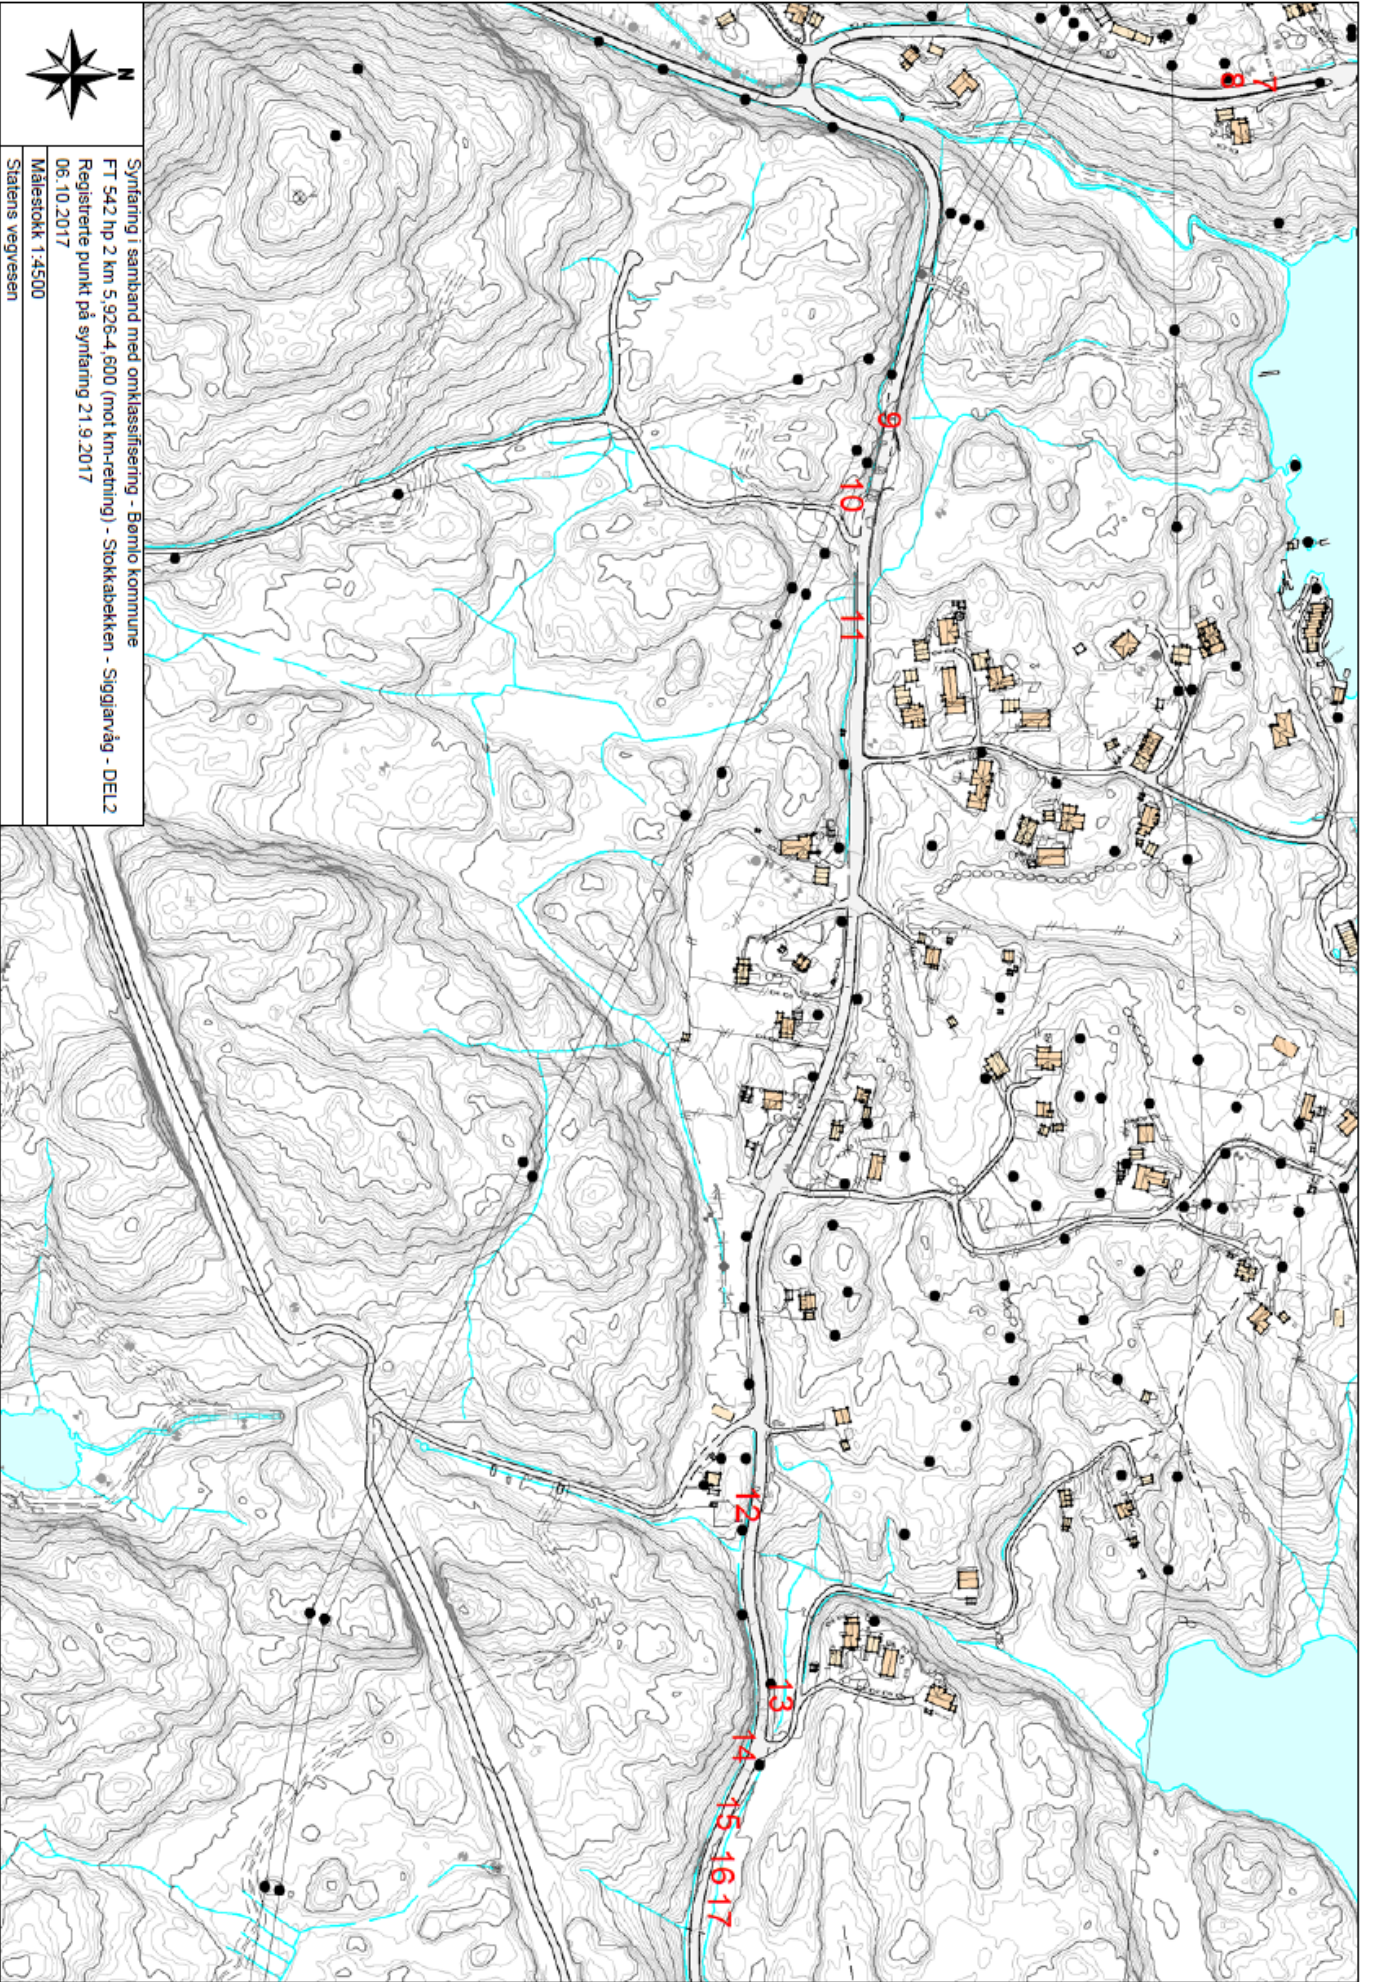 N
Synfaring i samband med omklassifisering - Bømlo kommune
FT 542 hp 2 km 5,926-4,600 (mot km-retning) - Stokkabekken - Siggjarvåg - DEL2
Registrerte punkt på synfaring 21.9.2017
06.10.2017
Målestokk 1:4500
Statens vegvesen
7
8
9
10
11
12
13
14
15
16
17